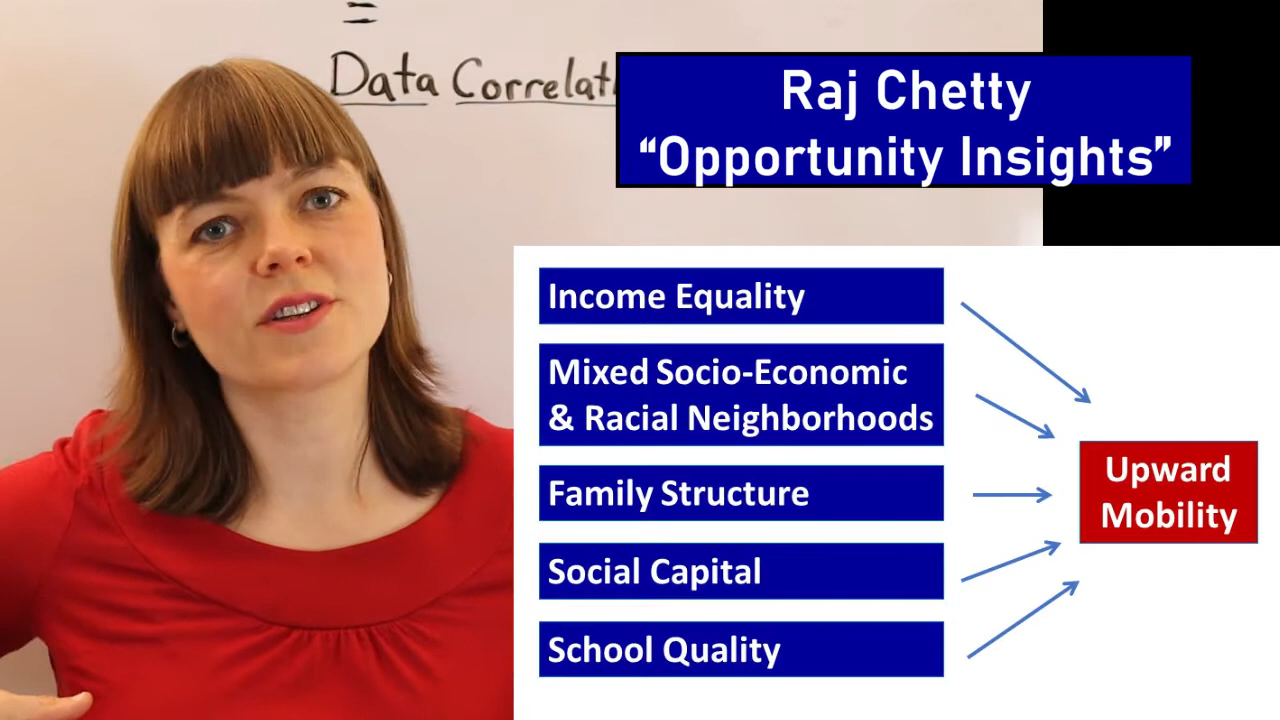 Data Correlat
Raj Chetty
“Opportunity Insights”
Income Equality
Mixed Socio-Economic
& Racial Neighborhoods
Family Structure
Social Capital
School Quality
Upward
Mobility